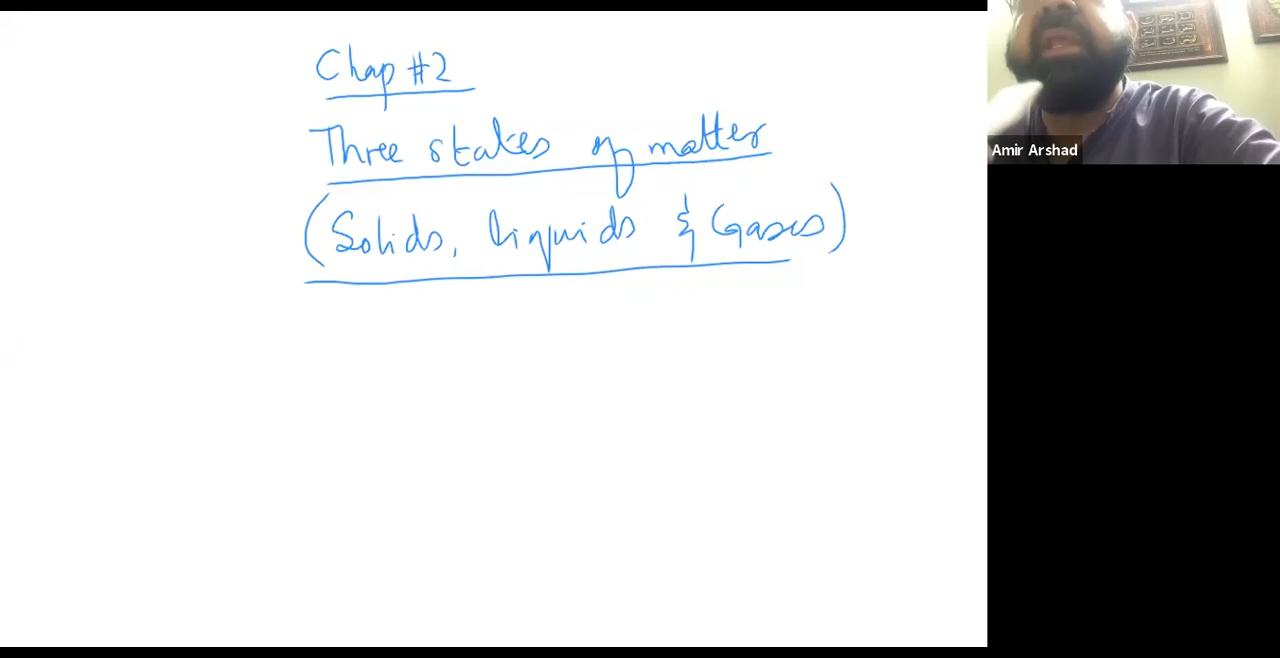 Chap #2
Three states of matter
(Solids, Liquids & Gases)
Amir Arshad